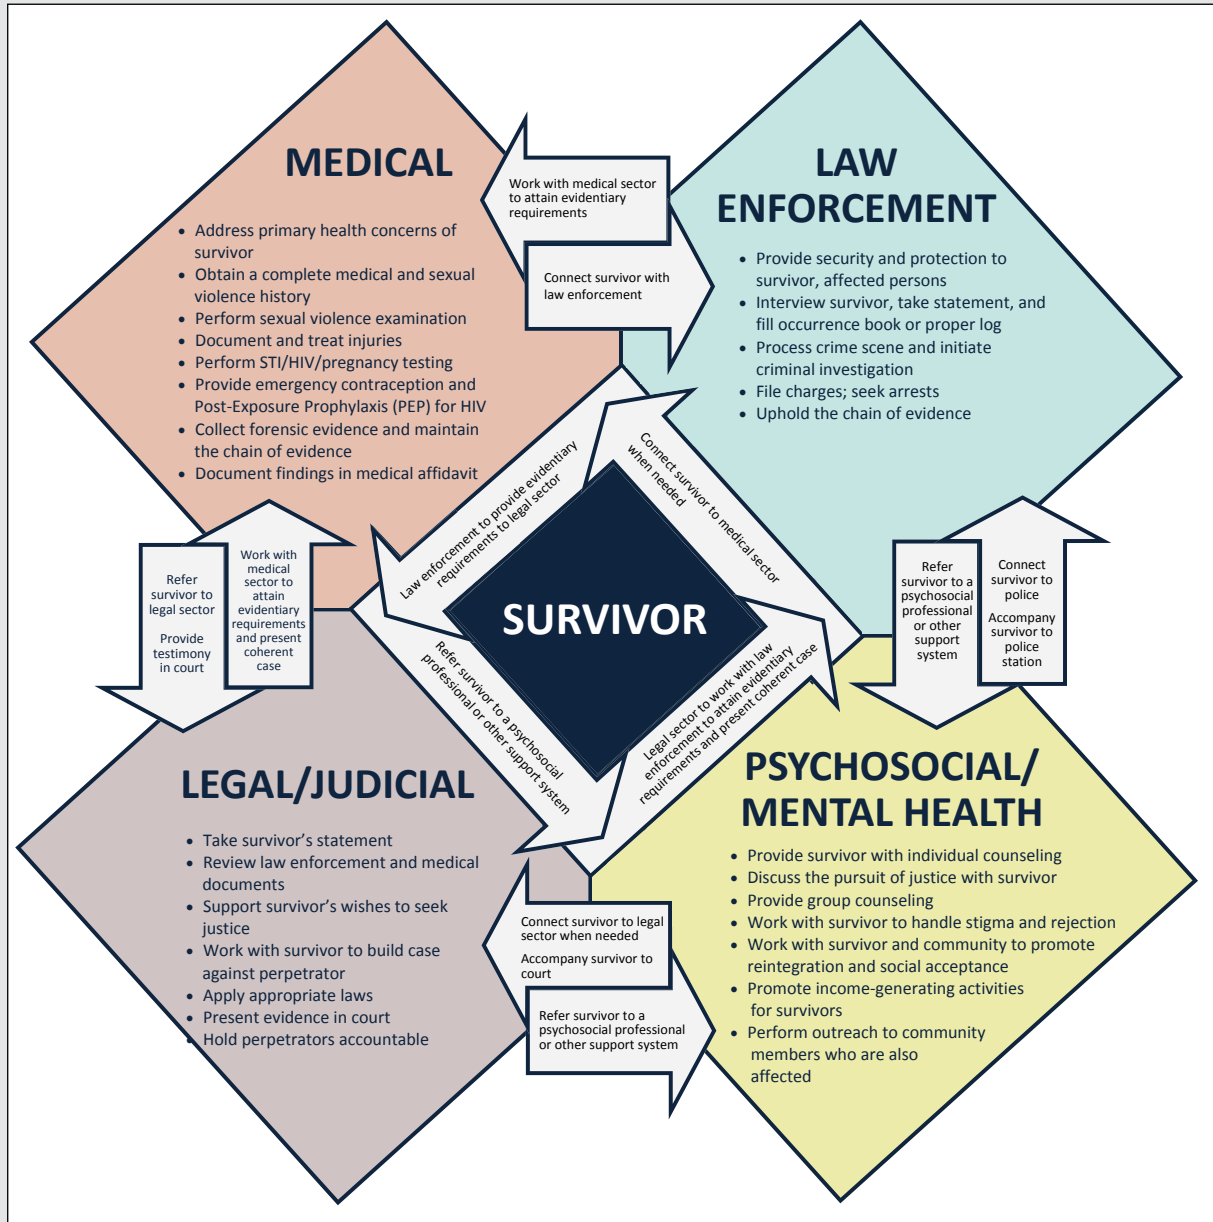 MEDICAL
• Address primary health concerns of
survivor
• Obtain a complete medical and sexual
violence history
• Perform sexual violence examination
• Document and treat injuries
• Perform STI/HIV/pregnancy testing
• Provide emergency contraception and
Post-Exposure Prophylaxis (PEP) for HIV
• Collect forensic evidence and maintain
the chain of evidence
• Document findings in medical affidavit
Work with medical sector
to attain evidentiary
requirements
Connect survivor with
law enforcement
LAW
ENFORCEMENT
• Provide security and protection to
survivor, affected persons
• Interview survivor, take statement, and
fill occurrence book or proper log
• Process crime scene and initiate
criminal investigation
• File charges; seek arrests
• Uphold the chain of evidence
Law enforcement to provide evidentiary
requirements to legal sector
Connect survivor to medical sector
when needed
SURVIVOR
Refer survivor to a psychosocial
professional or other support system
Legal sector to work with law
enforcement to attain evidentiary
requirements and present coherent case
Refer
survivor to
legal sector
Provide
testimony
in court
Work with
medical
sector to
attain
evidentiary
requirements
and present
coherent
case
Refer
survivor to a
psychosocial
professional
or other
support
system
Connect
survivor to
police
Accompany
survivor to
police
station
LEGAL/JUDICIAL
• Take survivor’s statement
• Review law enforcement and medical
documents
• Support survivor’s wishes to seek
justice
• Work with survivor to build case
against perpetrator
• Apply appropriate laws
• Present evidence in court
• Hold perpetrators accountable
Connect survivor to legal
sector when needed
Accompany survivor to
court
Refer survivor to a
psychosocial professional
or other support system
PSYCHOSOCIAL/
MENTAL HEALTH
• Provide survivor with individual counseling
• Discuss the pursuit of justice with survivor
• Provide group counseling
• Work with survivor to handle stigma and rejection
• Work with survivor and community to promote
reintegration and social acceptance
• Promote income-generating activities
for survivors
• Perform outreach to community
members who are also
affected